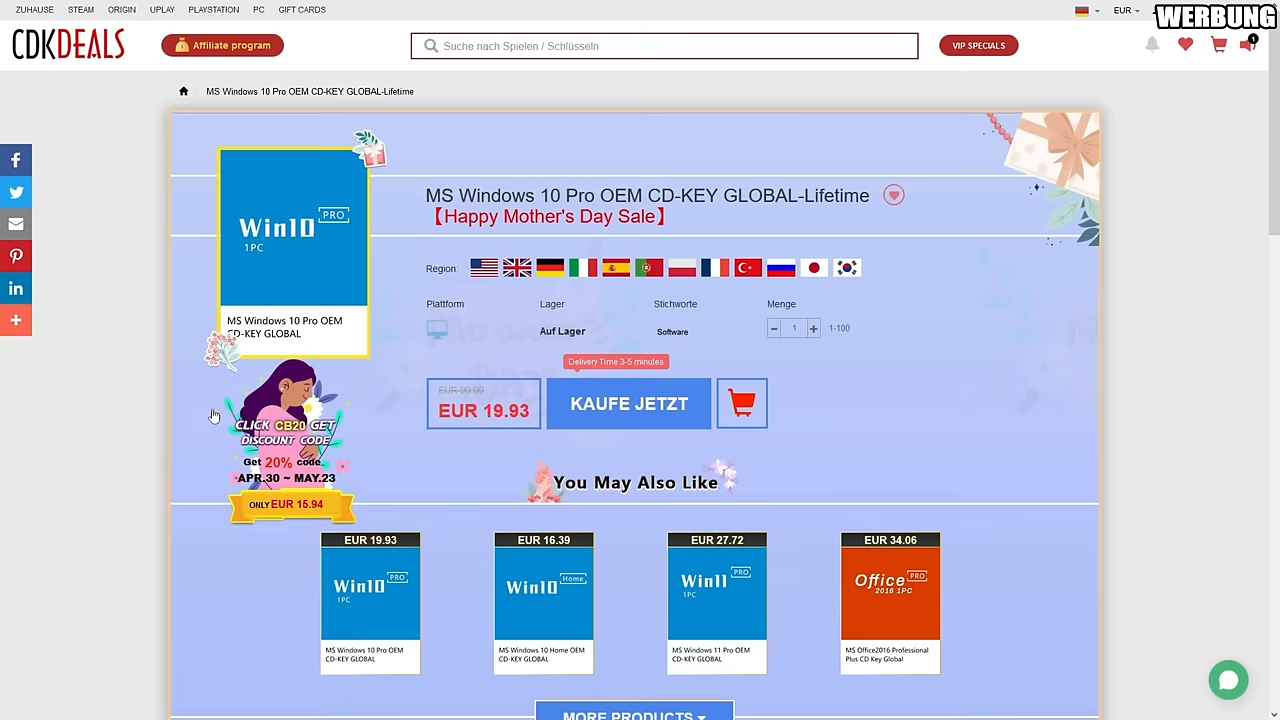 ZUHAUSE STEAM ORIGIN UPLAY PLAYSTATION PC GIFT CARDS
EUR
WERBUNG
CDKDEALS
Affiliate program
Suche nach Spielen / Schlüsseln
VIP SPECIALS
1
MS Windows 10 Pro OEM CD-KEY GLOBAL-Lifetime
Win10 PRO
1PC
MS Windows 10 Pro OEM
CD-KEY GLOBAL
MS Windows 10 Pro OEM CD-KEY GLOBAL-Lifetime
【Happy Mother's Day Sale】
Region:
Plattform Lager Stichworte Menge
Auf Lager Software − 1 + 1-100
Delivery Time 3-5 minutes
EUR 99.99
EUR 19.93
KAUFE JETZT
CLICK CB20 GET
DISCOUNT CODE
Get 20% code
APR.30 ~ MAY.23
ONLY EUR 15.94
You May Also Like
EUR 19.93 EUR 16.39 EUR 27.72 EUR 34.06
Win10 PRO
1PC
Win10 Home
Win11 PRO
1PC
Office PRO
2016 1PC
MS Windows 10 Pro OEM
CD-KEY GLOBAL
MS Windows 10 Home OEM
CD-KEY GLOBAL
MS Windows 11 Pro OEM
CD-KEY GLOBAL
MS Office2016 Professional
Plus CD Key Global
MORE PRODUCTS